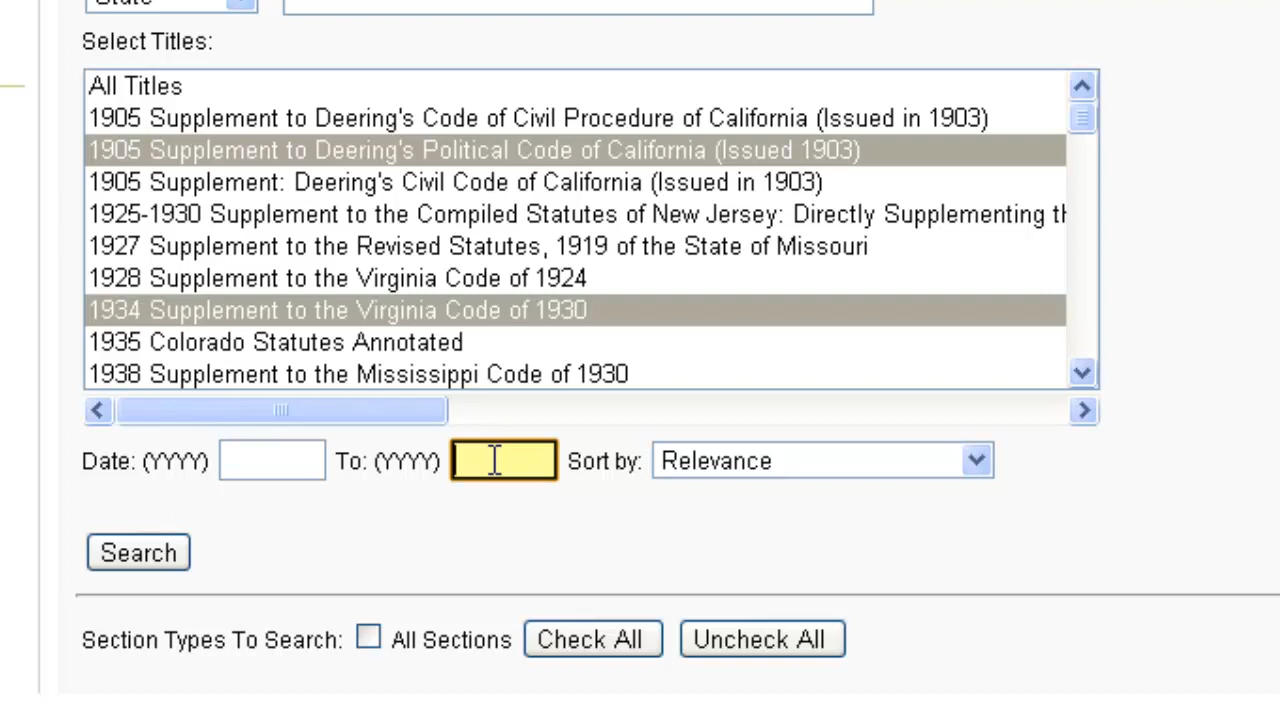 State
Select Titles:
All Titles
1905 Supplement to Deering's Code of Civil Procedure of California (Issued in 1903)
1905 Supplement to Deering's Political Code of California (Issued 1903)
1905 Supplement: Deering's Civil Code of California (Issued in 1903)
1925-1930 Supplement to the Compiled Statutes of New Jersey: Directly Supplementing
1927 Supplement to the Revised Statutes, 1919 of the State of Missouri
1928 Supplement to the Virginia Code of 1924
1934 Supplement to the Virginia Code of 1930
1935 Colorado Statutes Annotated
1938 Supplement to the Mississippi Code of 1930
Date: (YYYY) To: (YYYY) Sort by: Relevance
Search
Section Types To Search: All Sections Check All Uncheck All